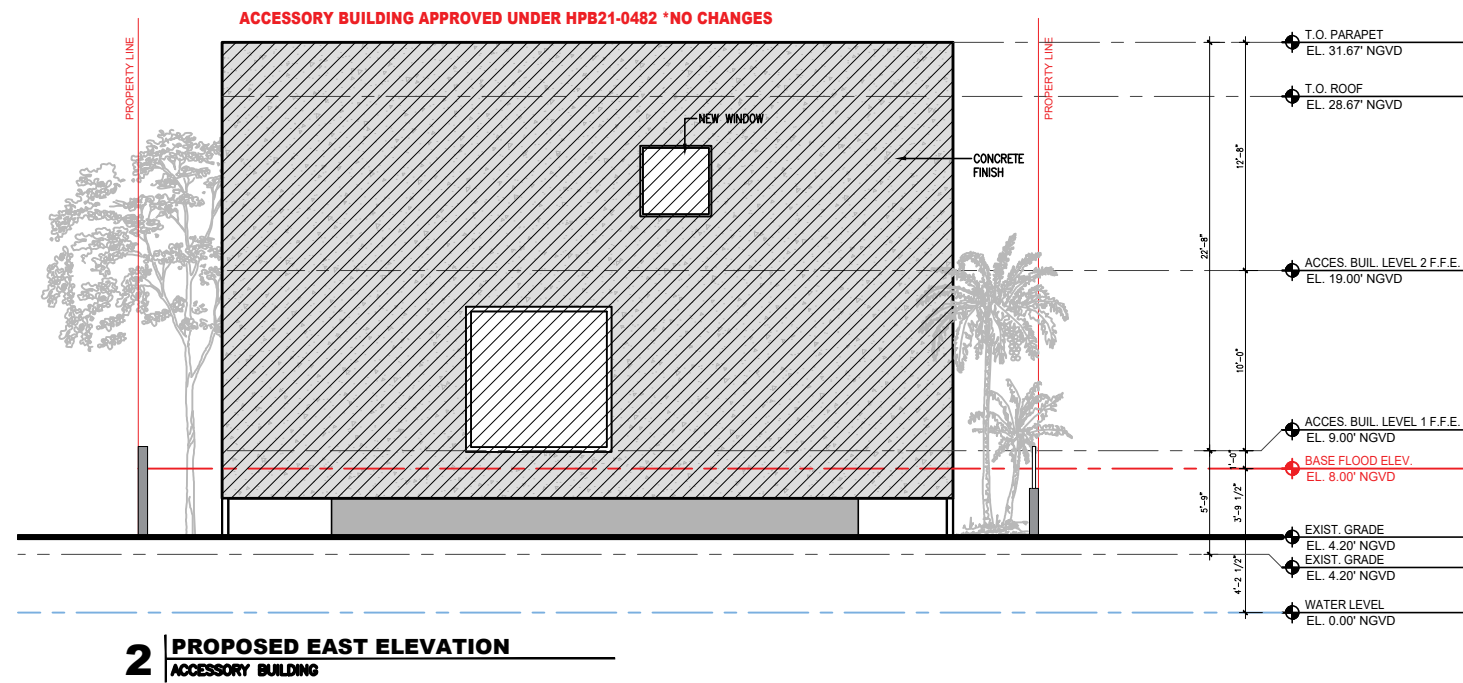 ACCESSORY BUILDING APPROVED UNDER HPB21-0482 *NO CHANGES
PROPERTY LINE
PROPERTY LINE
NEW WINDOW
CONCRETE
FINISH
T.O. PARAPET
EL. 31.67' NGVD
T.O. ROOF
EL. 28.67' NGVD
12'-8"
22'-8"
ACCES. BUIL. LEVEL 2 F.F.E.
EL. 19.00' NGVD
10'-0"
ACCES. BUIL. LEVEL 1 F.F.E.
EL. 9.00' NGVD
1'-0"
BASE FLOOD ELEV.
EL. 8.00' NGVD
5'-9"
3'-9 1/2"
EXIST. GRADE
EL. 4.20' NGVD
EXIST. GRADE
EL. 4.20' NGVD
4'-2 1/2"
WATER LEVEL
EL. 0.00' NGVD
2
PROPOSED EAST ELEVATION
ACCESSORY BUILDING